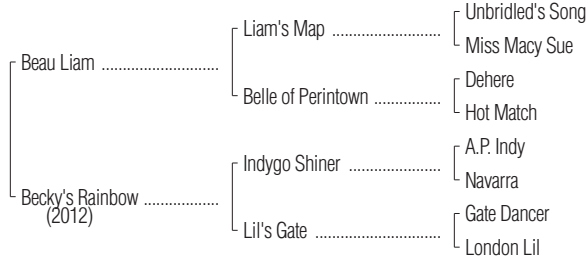 Unbridled's Song
Liam's Map ......................
Miss Macy Sue
Beau Liam ........................
Dehere
Belle of Perintown .............
Hot Match
A.P. Indy
Indygo Shiner ..................
Navarra
Becky's Rainbow ................
(2012)
Gate Dancer
Lil's Gate .........................
London Lil